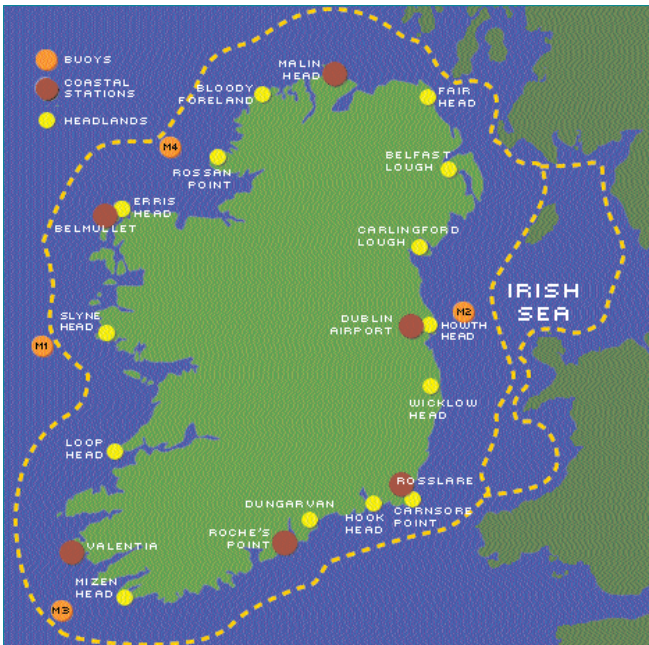 BUOYS
COASTAL
STATIONS
HEADLANDS
MALIN
HEAD
BLOODY
FORELAND
FAIR
HEAD
M4
ROSSAN
POINT
BELFAST
LOUGH
ERRIS
HEAD
BELMULLET
CARLINGFORD
LOUGH
IRISH
SEA
SLYNE
HEAD
DUBLIN
AIRPORT
M2
HOWTH
HEAD
M1
WICKLOW
HEAD
LOOP
HEAD
ROSSLARE
DUNGARVAN
HOOK
HEAD
CARNSORE
POINT
ROCHE'S
POINT
VALENTIA
MIZEN
HEAD
M3